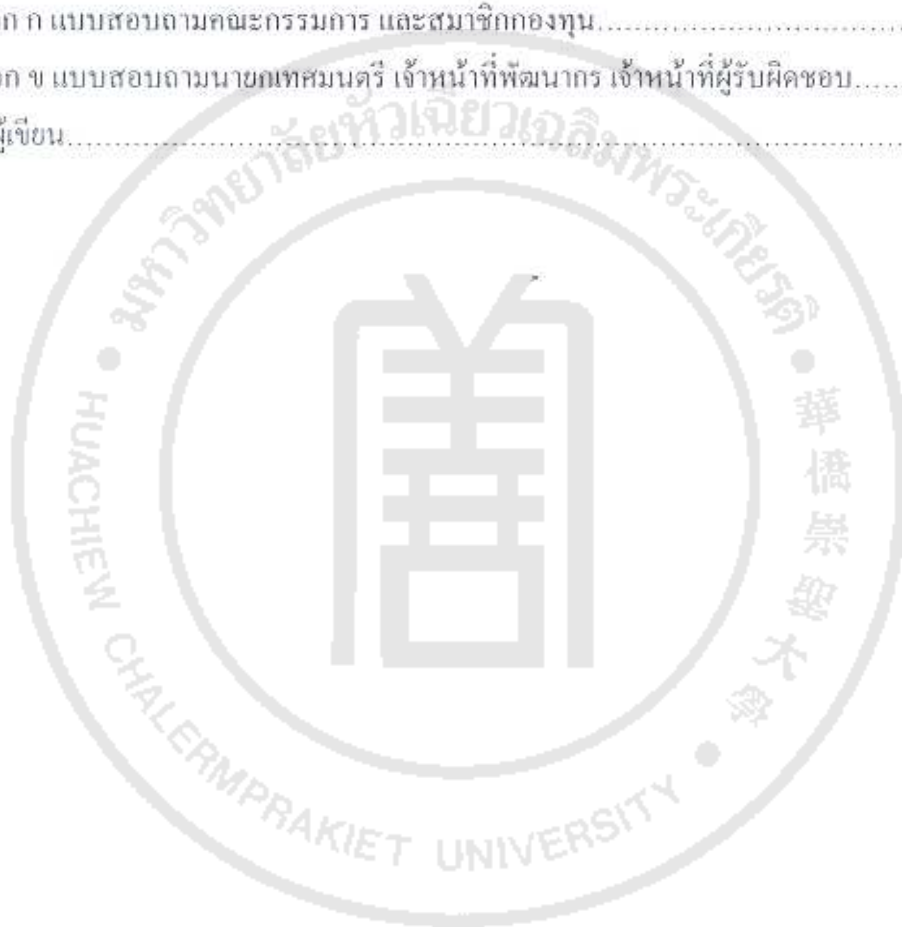 ก ก แบบสอบถามคณะกรรมการ และสมาชิกกองทุน
ก ข แบบสอบถามนายกเทศมนตรี เจ้าหน้าที่พัฒนากร เจ้าหน้าที่ผู้รับผิดชอบ
ผู้เขียน
มหาวิทยาลัยหัวเฉียวเฉลิมพระเกียรติ
華僑崇聖大學
HUACHIEW CHALERMPRAKIET UNIVERSITY